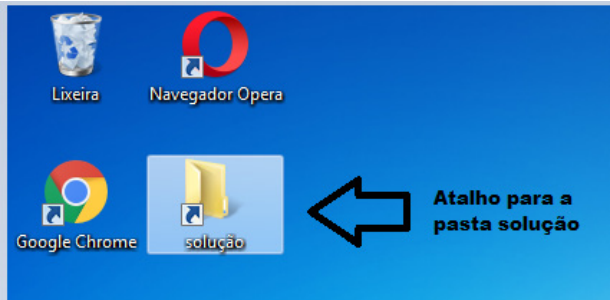 Lixeira
Navegador Opera
Google Chrome
solução
Atalho para a
pasta solução